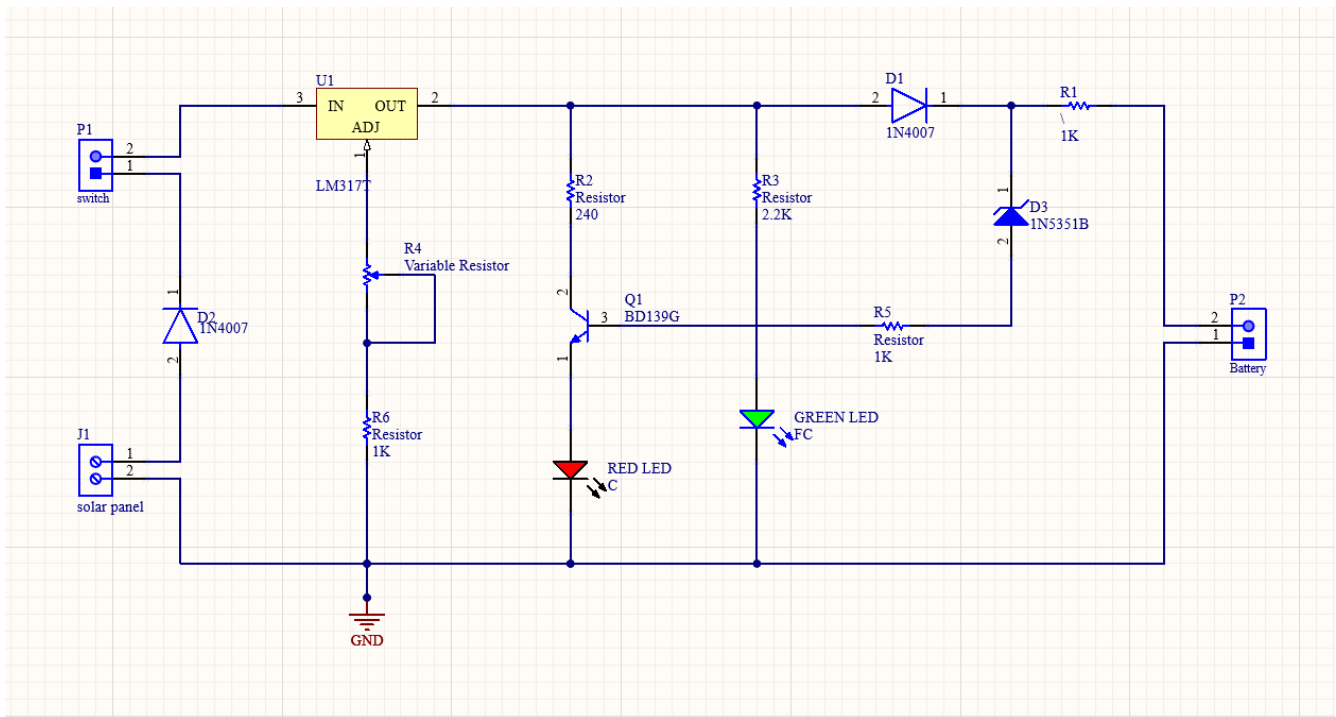 U1
3
IN
OUT
2
ADJ
1
LM317T
P1
2
1
switch
D1
2
1
1N4007
R1
\
1K
R2
Resistor
240
R3
Resistor
2.2K
1
D3
1N5351B
2
R4
Variable Resistor
1
D2
1N4007
2
2
Q1
BD139G
3
1
R5
Resistor
1K
P2
2
1
Battery
R6
Resistor
1K
GREEN LED
FC
J1
1
2
solar panel
RED LED
C
GND